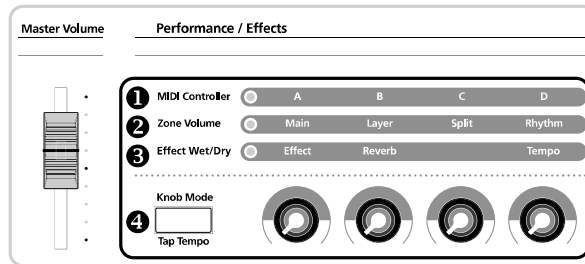 Master Volume
Performance / Effects
1 MIDI Controller A B C D
2 Zone Volume Main Layer Split Rhythm
3 Effect Wet/Dry Effect Reverb Tempo
4 Knob Mode
Tap Tempo